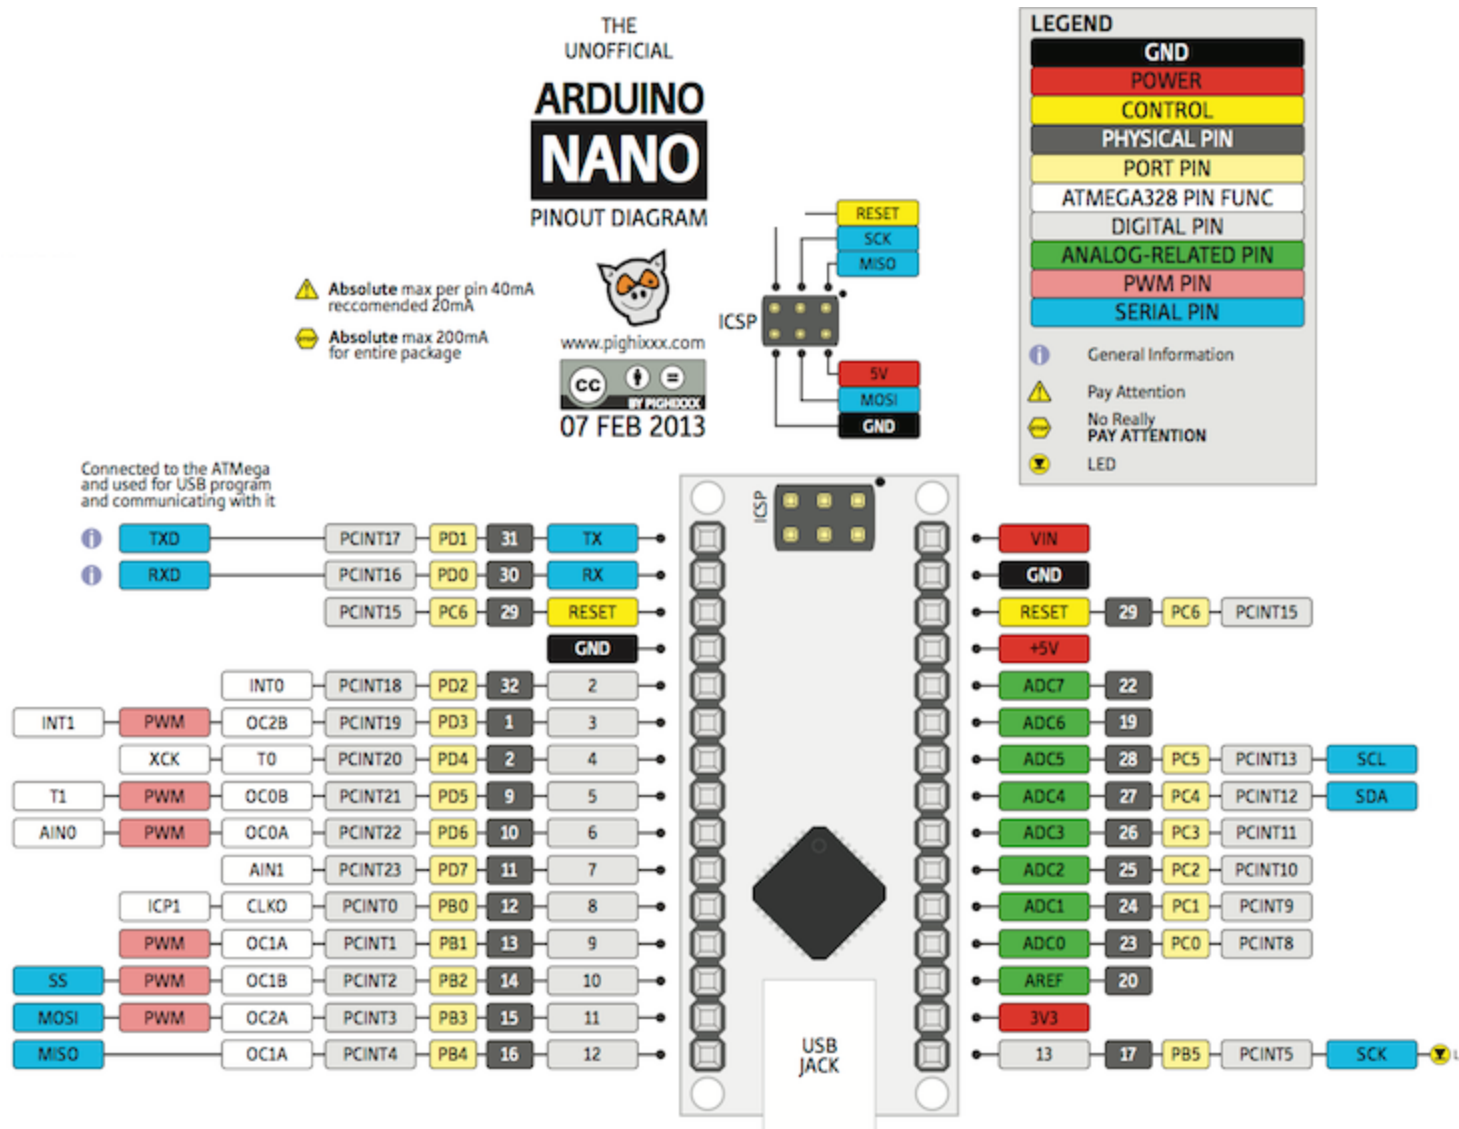 THE
UNOFFICIAL
ARDUINO
NANO
PINOUT DIAGRAM
Absolute max per pin 40mA
reccomended 20mA
Absolute max 200mA
for entire package
www.pighixxx.com
cc
BY PIGHIXXX
07 FEB 2013
RESET
SCK
MISO
ICSP
5V
MOSI
GND
LEGEND
GND
POWER
CONTROL
PHYSICAL PIN
PORT PIN
ATMEGA328 PIN FUNC
DIGITAL PIN
ANALOG-RELATED PIN
PWM PIN
SERIAL PIN
General Information
Pay Attention
No Really
PAY ATTENTION
LED
Connected to the ATMega
and used for USB program
and communicating with it
TXD PCINT17 PD1 31 TX
RXD PCINT16 PD0 30 RX
PCINT15 PC6 29 RESET
GND
INT0 PCINT18 PD2 32 2
INT1 PWM OC2B PCINT19 PD3 1 3
XCK T0 PCINT20 PD4 2 4
T1 PWM OC0B PCINT21 PD5 9 5
AIN0 PWM OC0A PCINT22 PD6 10 6
AIN1 PCINT23 PD7 11 7
ICP1 CLKO PCINT0 PB0 12 8
PWM OC1A PCINT1 PB1 13 9
SS PWM OC1B PCINT2 PB2 14 10
MOSI PWM OC2A PCINT3 PB3 15 11
MISO OC1A PCINT4 PB4 16 12
ICSP
USB
JACK
VIN
GND
RESET 29 PC6 PCINT15
+5V
ADC7 22
ADC6 19
ADC5 28 PC5 PCINT13 SCL
ADC4 27 PC4 PCINT12 SDA
ADC3 26 PC3 PCINT11
ADC2 25 PC2 PCINT10
ADC1 24 PC1 PCINT9
ADC0 23 PC0 PCINT8
AREF 20
3V3
13 17 PB5 PCINT5 SCK L